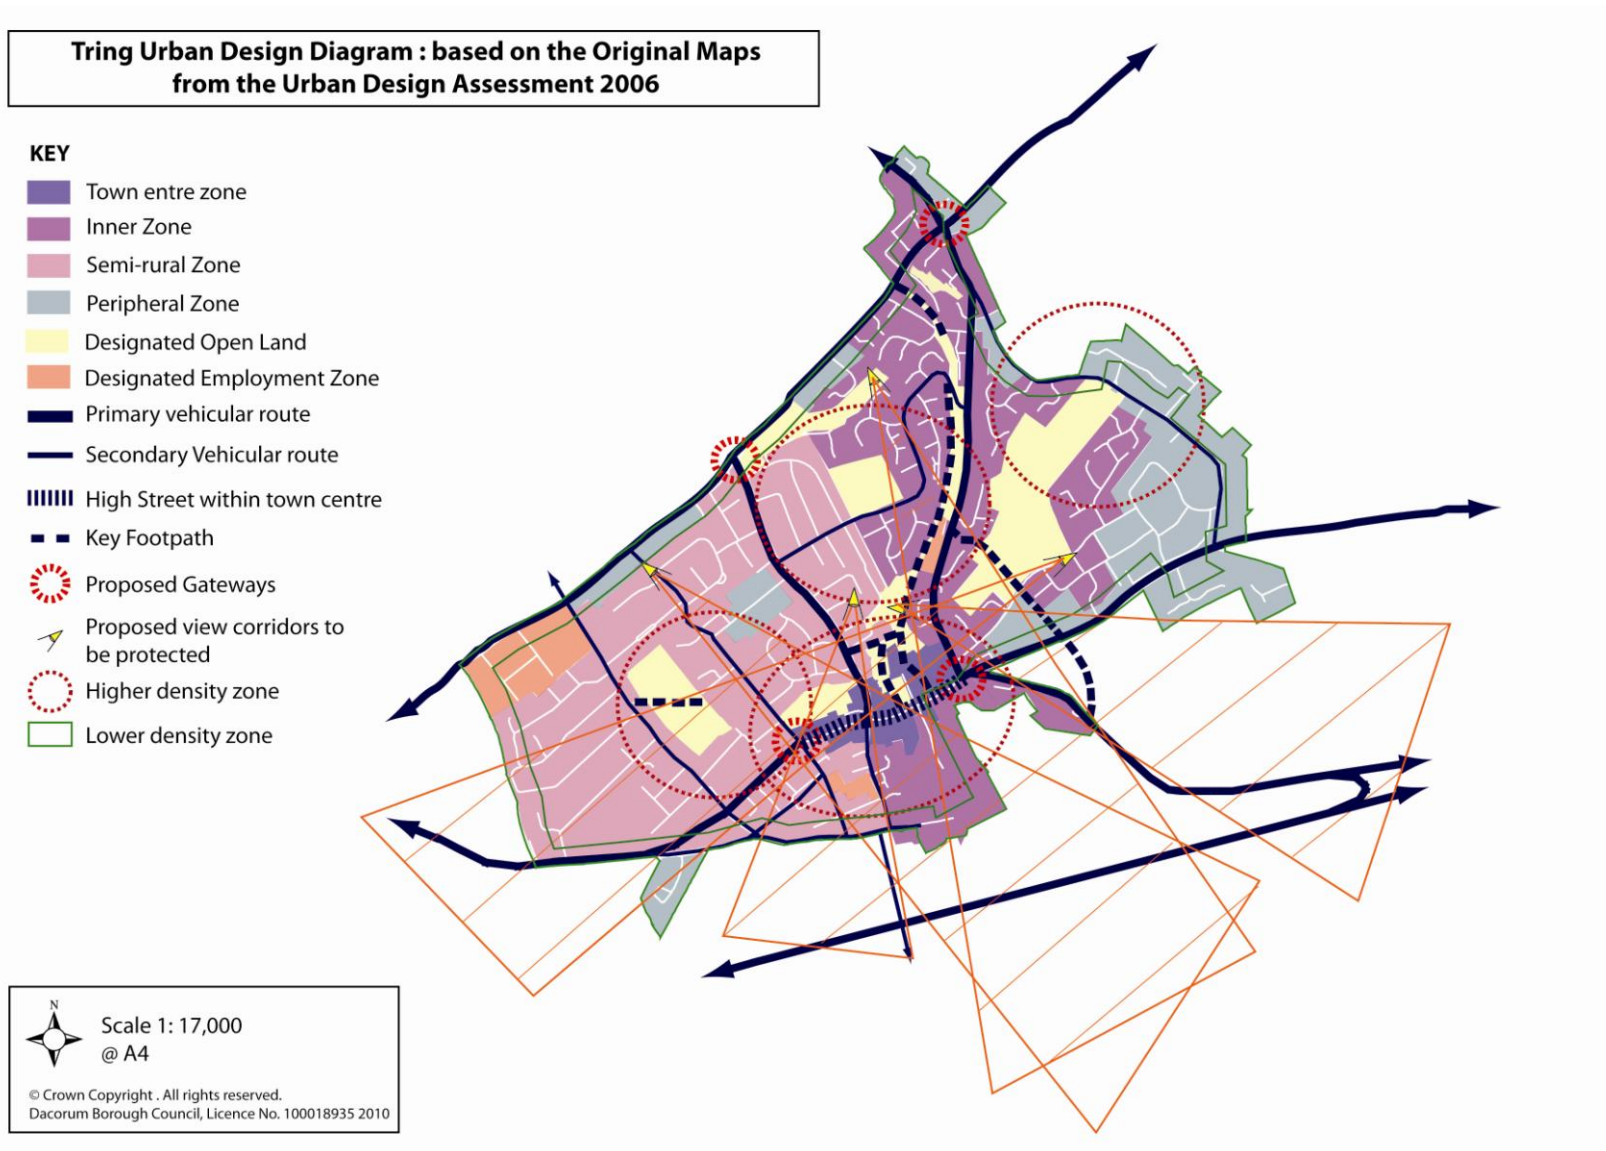 Tring Urban Design Diagram : based on the Original Maps
from the Urban Design Assessment 2006
KEY
Town entre zone
Inner Zone
Semi-rural Zone
Peripheral Zone
Designated Open Land
Designated Employment Zone
Primary vehicular route
Secondary Vehicular route
High Street within town centre
Key Footpath
Proposed Gateways
Proposed view corridors to
be protected
Higher density zone
Lower density zone
N
Scale 1: 17,000
@ A4
© Crown Copyright . All rights reserved.
Dacorum Borough Council, Licence No. 100018935 2010